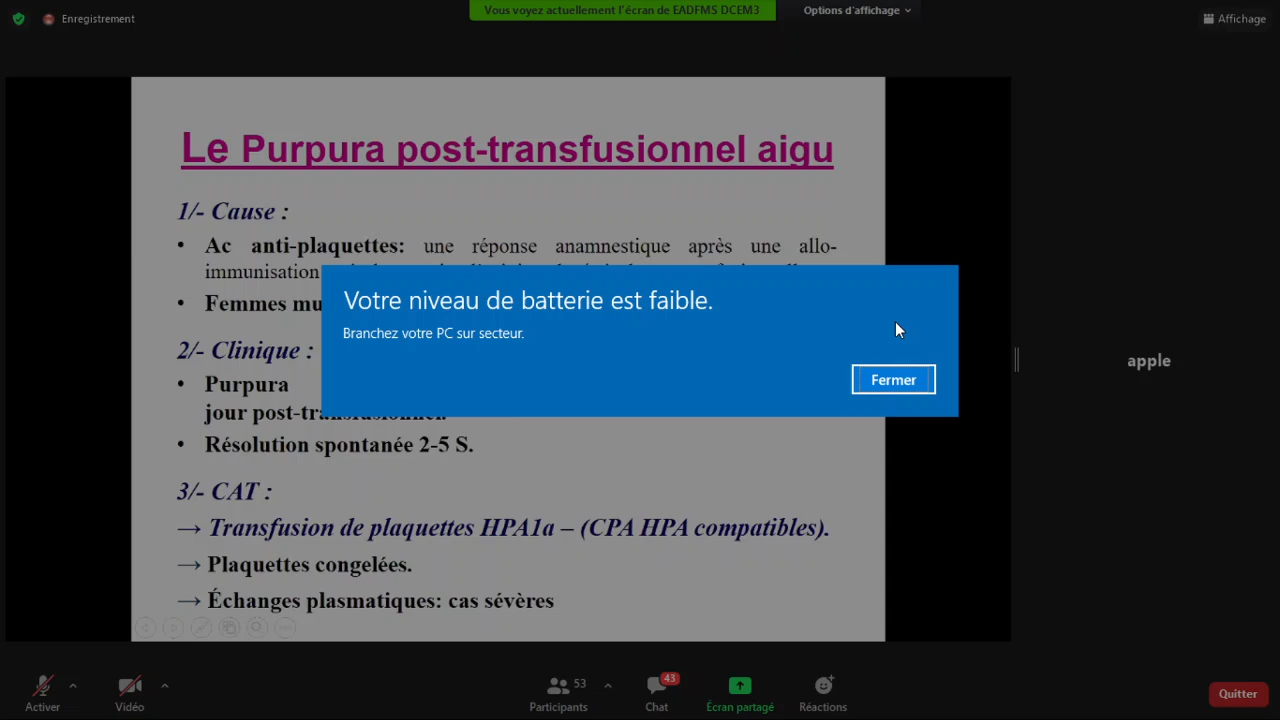 Enregistrement
Vous voyez actuellement l'écran de EADFMS DCEM3
Options d'affichage
Affichage
Le Purpura post-transfusionnel aigu
1/- Cause :
• Ac anti-plaquettes: une réponse anamnestique après une allo-
immunisation
• Femmes
2/- Clinique :
• Purpura
jour
• Résolution spontanée 2-5 S.
3/- CAT :
→ Transfusion de plaquettes HPA1a – (CPA HPA compatibles).
→ Plaquettes congelées.
→ Échanges plasmatiques: cas sévères
Votre niveau de batterie est faible.
Branchez votre PC sur secteur.
Fermer
apple
Activer
Vidéo
53
Participants
43
Chat
Écran partagé
Réactions
Quitter